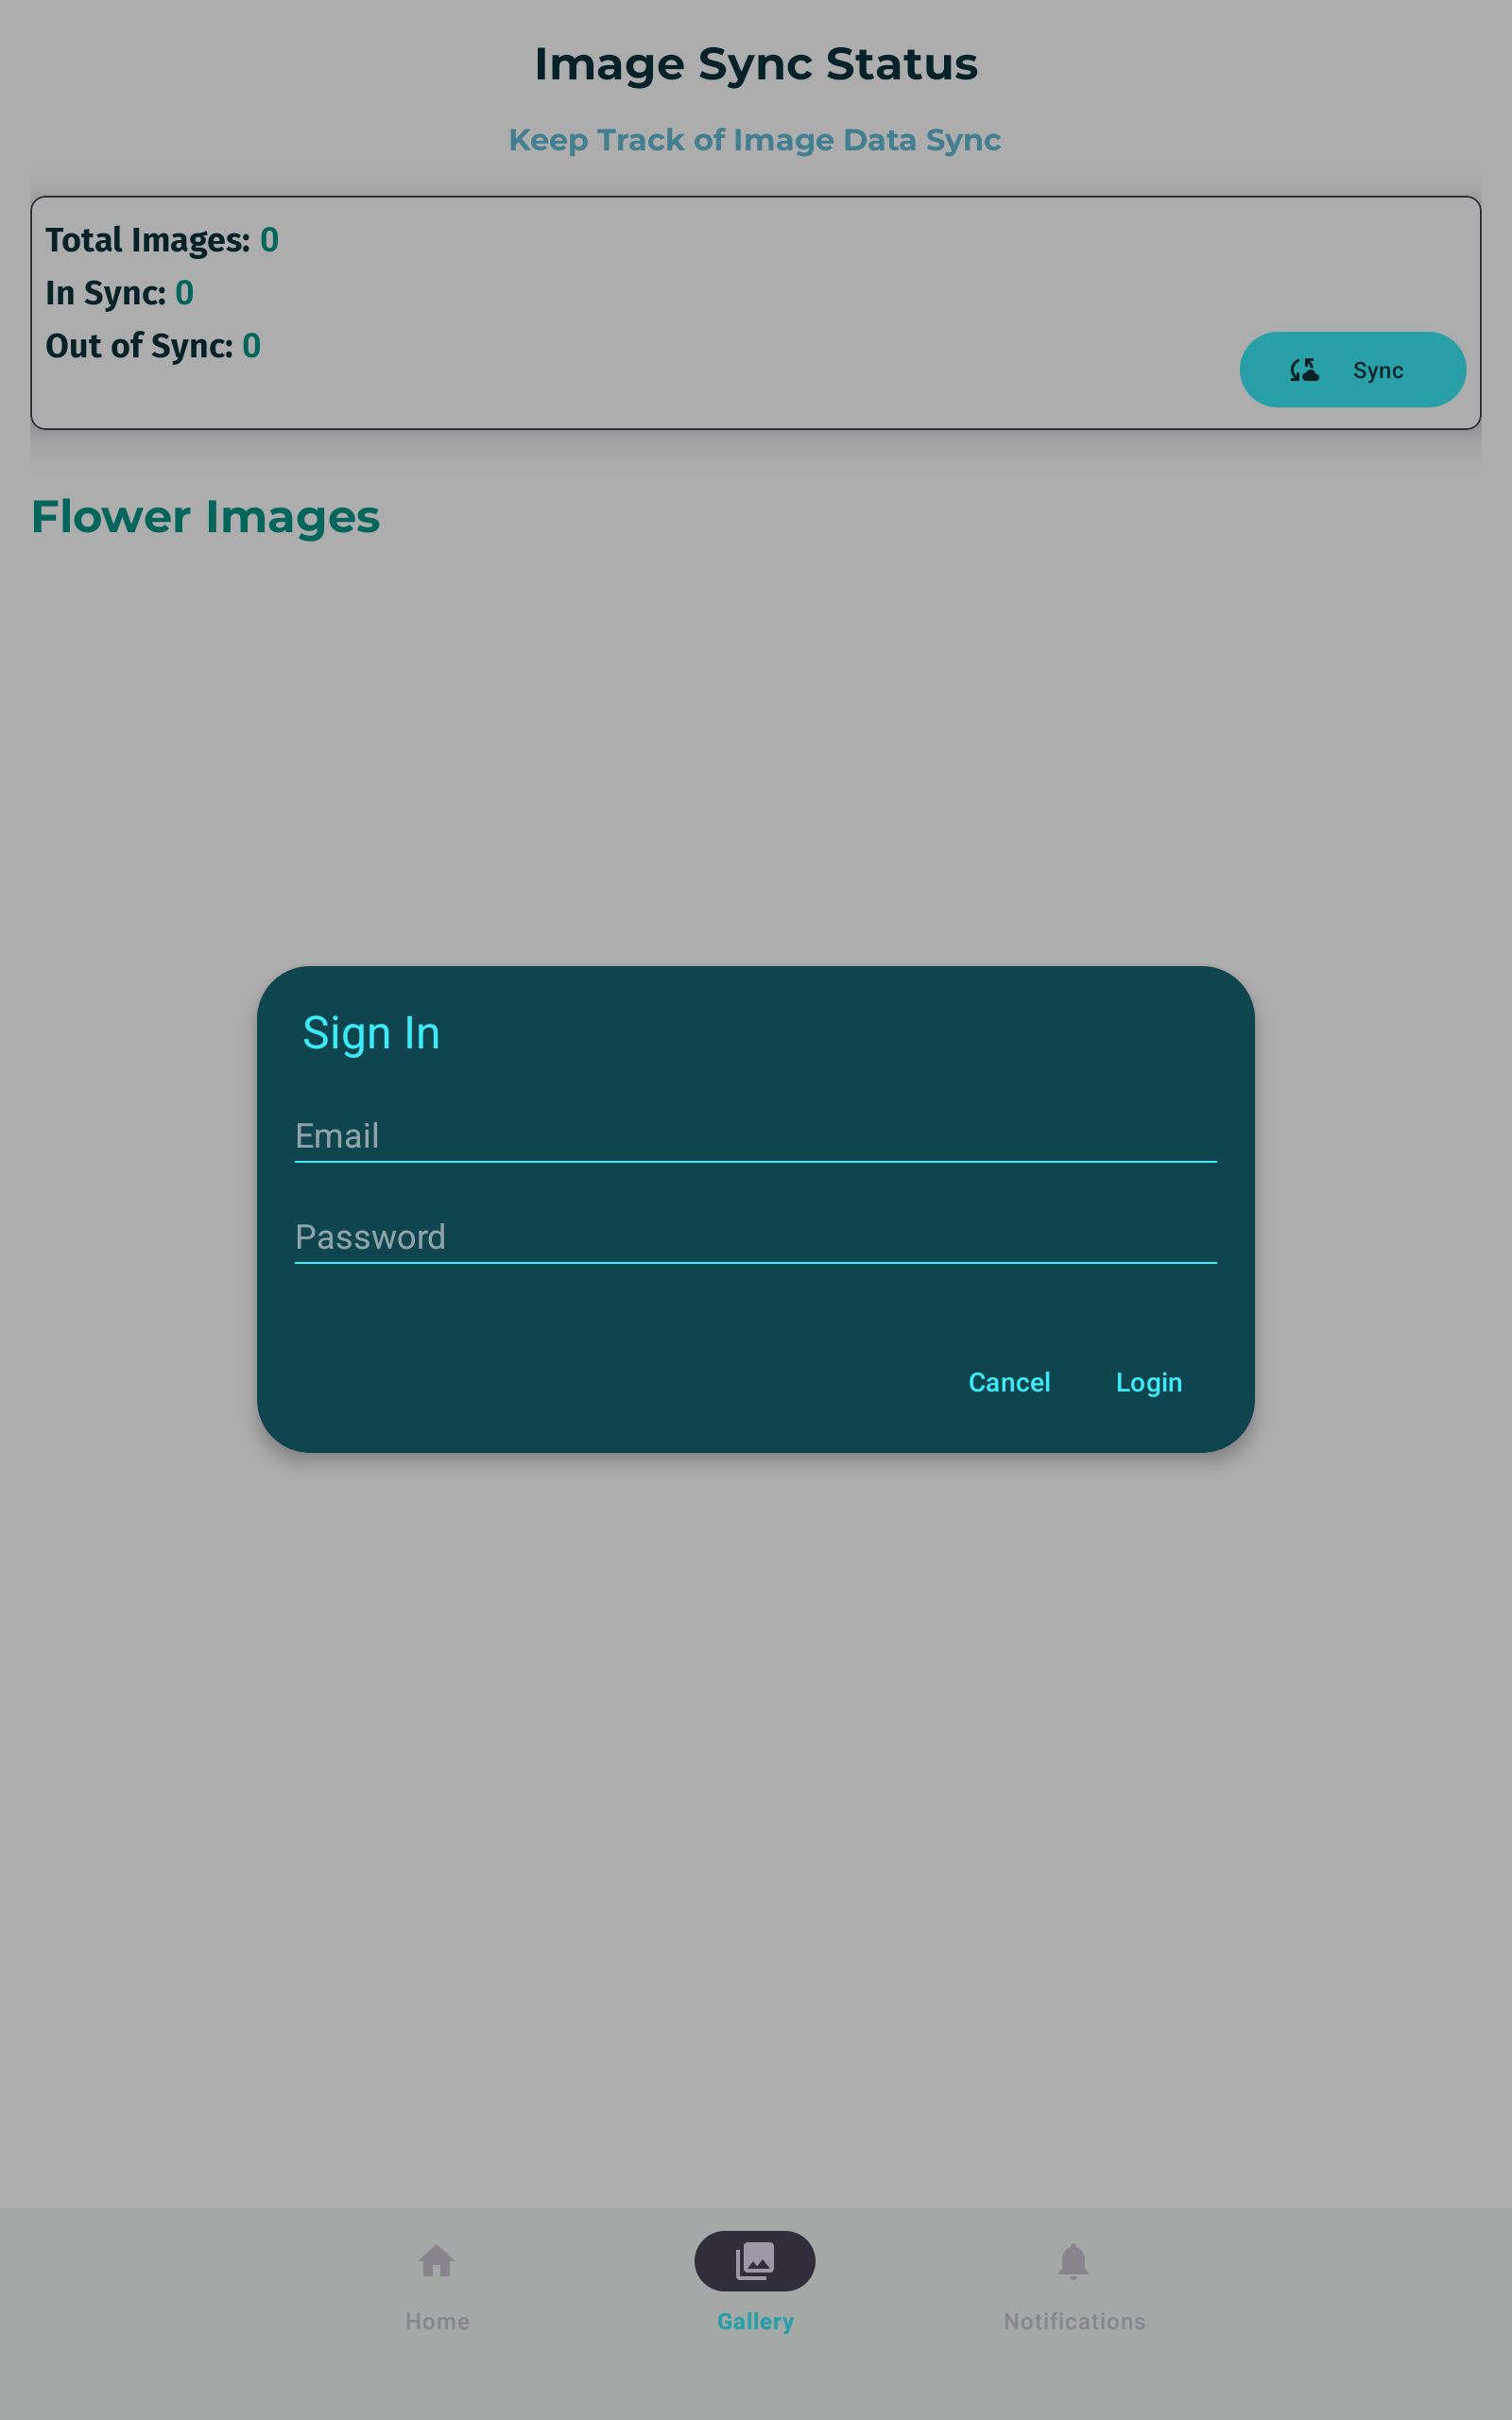 Image Sync Status
Keep Track of Image Data Sync
Total Images: 0
In Sync: 0
Out of Sync: 0
Sync
Flower Images
Sign In
Email
Password
Cancel Login
Home Gallery Notifications